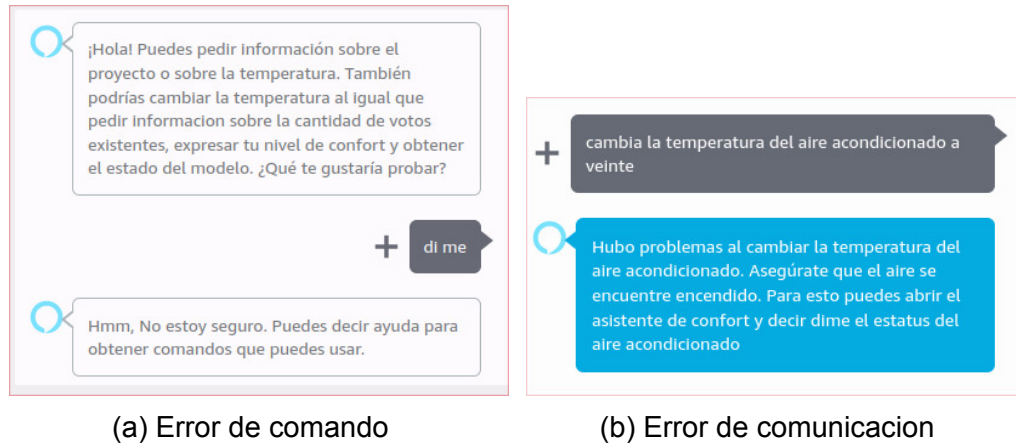 ¡Hola! Puedes pedir información sobre el
proyecto o sobre la temperatura. También
podrías cambiar la temperatura al igual que
pedir informacion sobre la cantidad de votos
existentes, expresar tu nivel de confort y obtener
el estado del modelo. ¿Qué te gustaría probar?
di me
Hmm, No estoy seguro. Puedes decir ayuda para
obtener comandos que puedes usar.
(a) Error de comando
cambia la temperatura del aire acondicionado a
veinte
Hubo problemas al cambiar la temperatura del
aire acondicionado. Asegúrate que el aire se
encuentre encendido. Para esto puedes abrir el
asistente de confort y decir dime el estatus del
aire acondicionado
(b) Error de comunicacion